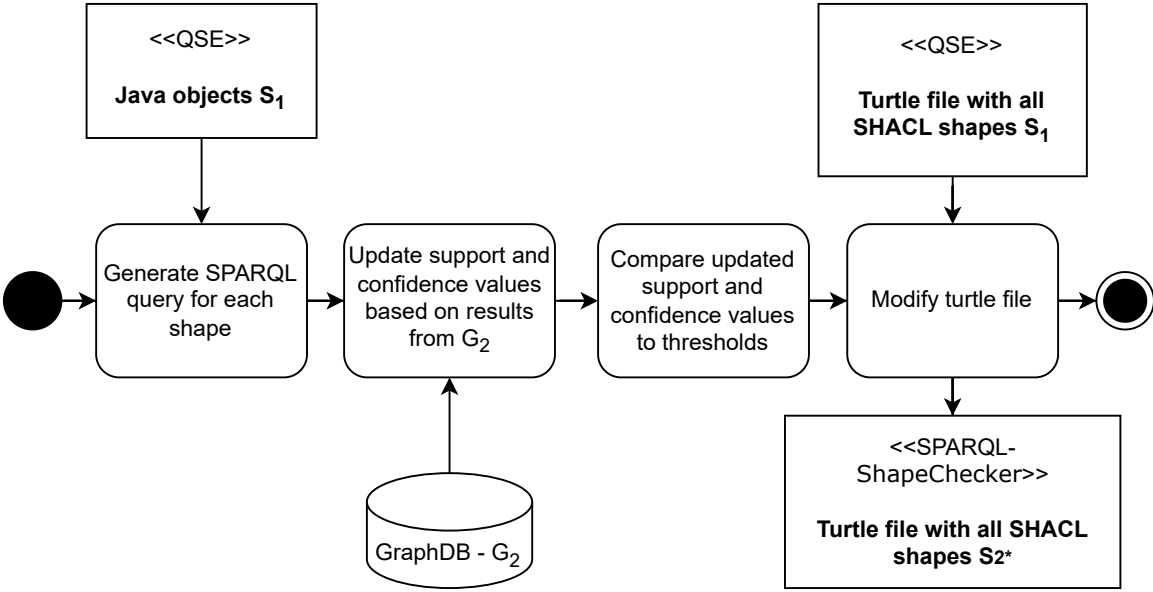 <<QSE>>
Java objects S₁
<<QSE>>
Turtle file with all
SHACL shapes S₁
Generate SPARQL
query for each
shape
Update support and
confidence values
based on results
from G₂
Compare updated
support and
confidence values
to thresholds
Modify turtle file
GraphDB - G₂
<<SPARQL-
ShapeChecker>>
Turtle file with all SHACL
shapes S2*